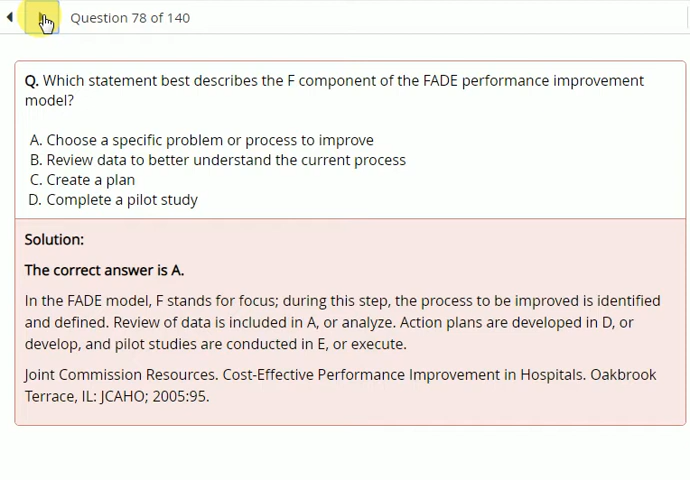 Question 78 of 140
Q. Which statement best describes the F component of the FADE performance improvement
model?
A. Choose a specific problem or process to improve
B. Review data to better understand the current process
C. Create a plan
D. Complete a pilot study
Solution:
The correct answer is A.
In the FADE model, F stands for focus; during this step, the process to be improved is identified
and defined. Review of data is included in A, or analyze. Action plans are developed in D, or
develop, and pilot studies are conducted in E, or execute.
Joint Commission Resources. Cost-Effective Performance Improvement in Hospitals. Oakbrook
Terrace, IL: JCAHO; 2005:95.